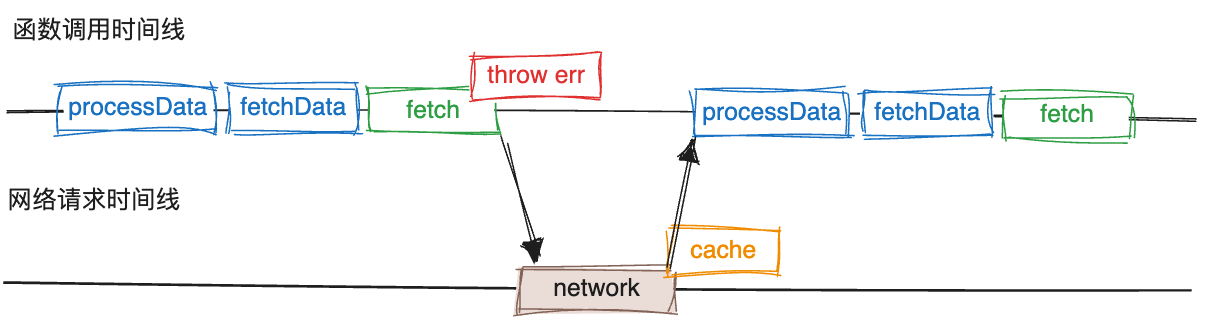 函数调用时间线
throw err
processData fetchData fetch processData fetchData fetch
网络请求时间线
cache
network